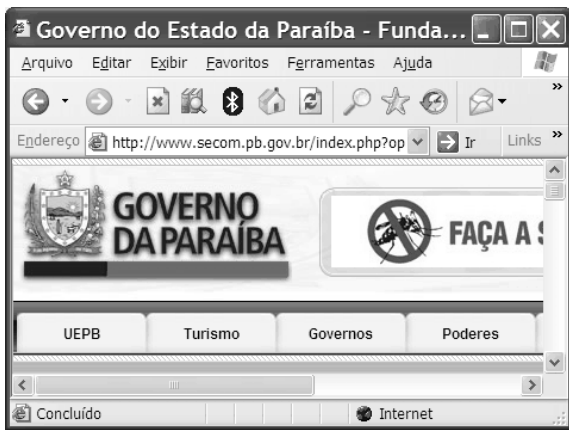 Governo do Estado da Paraíba - Funda...
Arquivo Editar Exibir Favoritos Ferramentas Ajuda
Endereço http://www.secom.pb.gov.br/index.php?op Ir Links »
GOVERNO
DA PARAÍBA
FAÇA A S
UEPB Turismo Governos Poderes
Concluído Internet